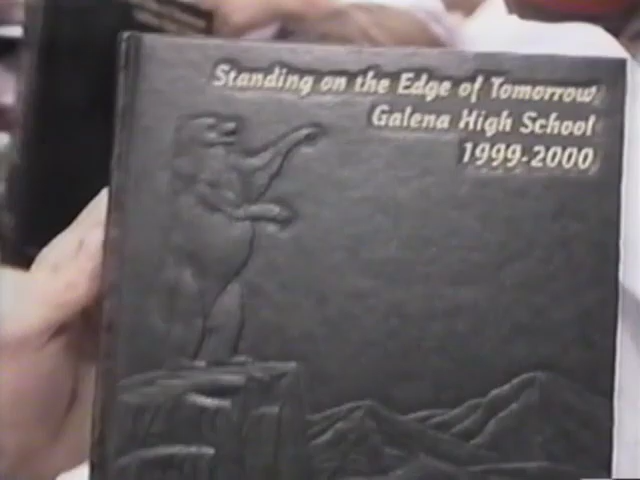 Standing on the Edge of Tomorrow
Galena High School
1999-2000